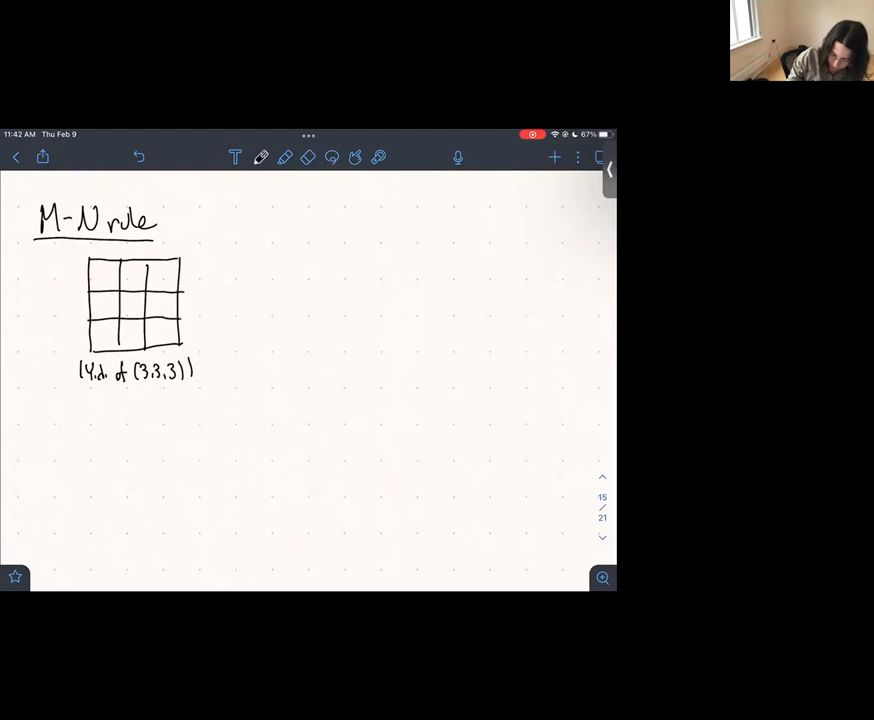 11:42 AM Thu Feb 9
67%
M-N rule
(Y.d. of (3,3,3))
15
/
21